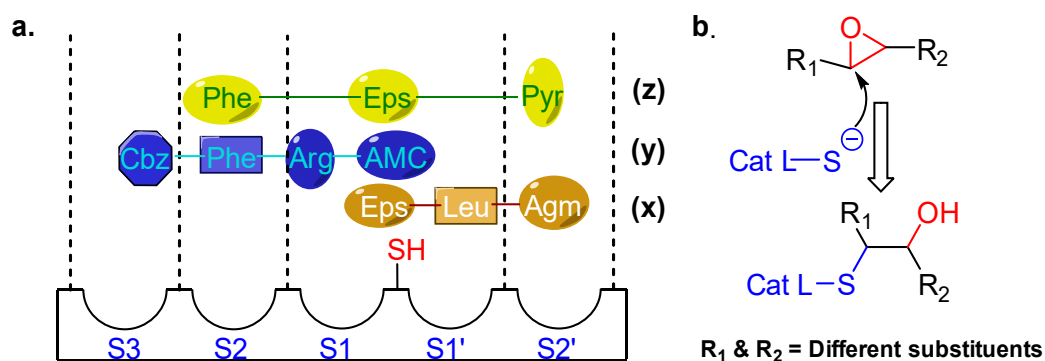 a.
Phe Eps Pyr (z)
Cbz Phe Arg AMC (y)
Eps Leu Agm (x)
SH
S3 S2 S1 S1' S2'
b.
O
R1 R2
Cat L S −
R1 OH
Cat L S
R2
R1 & R2 = Different substituents